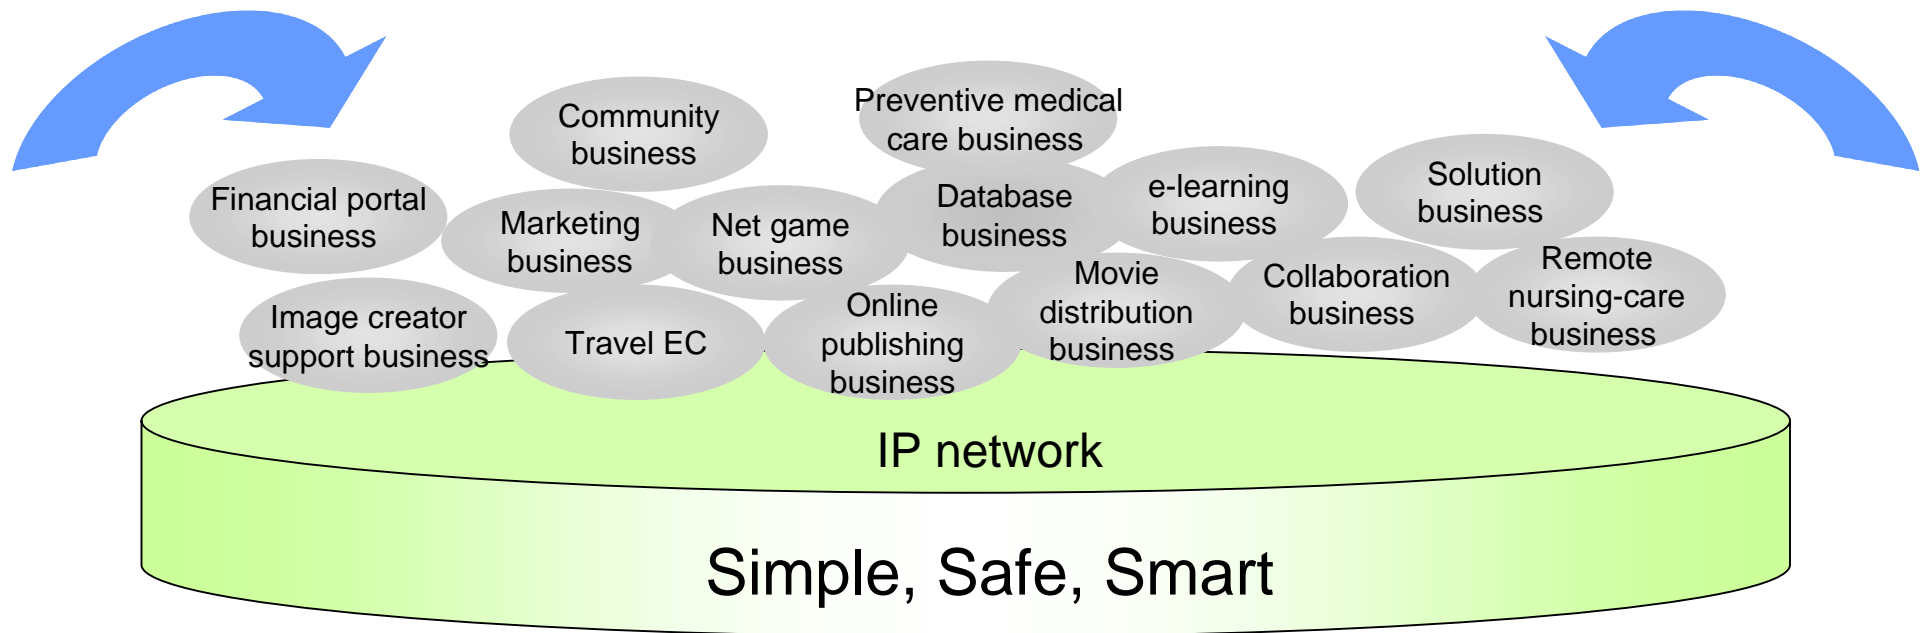 Community
business
Preventive medical
care business
Financial portal
business
Marketing
business
Net game
business
Database
business
e-learning
business
Solution
business
Image creator
support business
Travel EC
Online
publishing
business
Movie
distribution
business
Collaboration
business
Remote
nursing-care
business
IP network
Simple, Safe, Smart